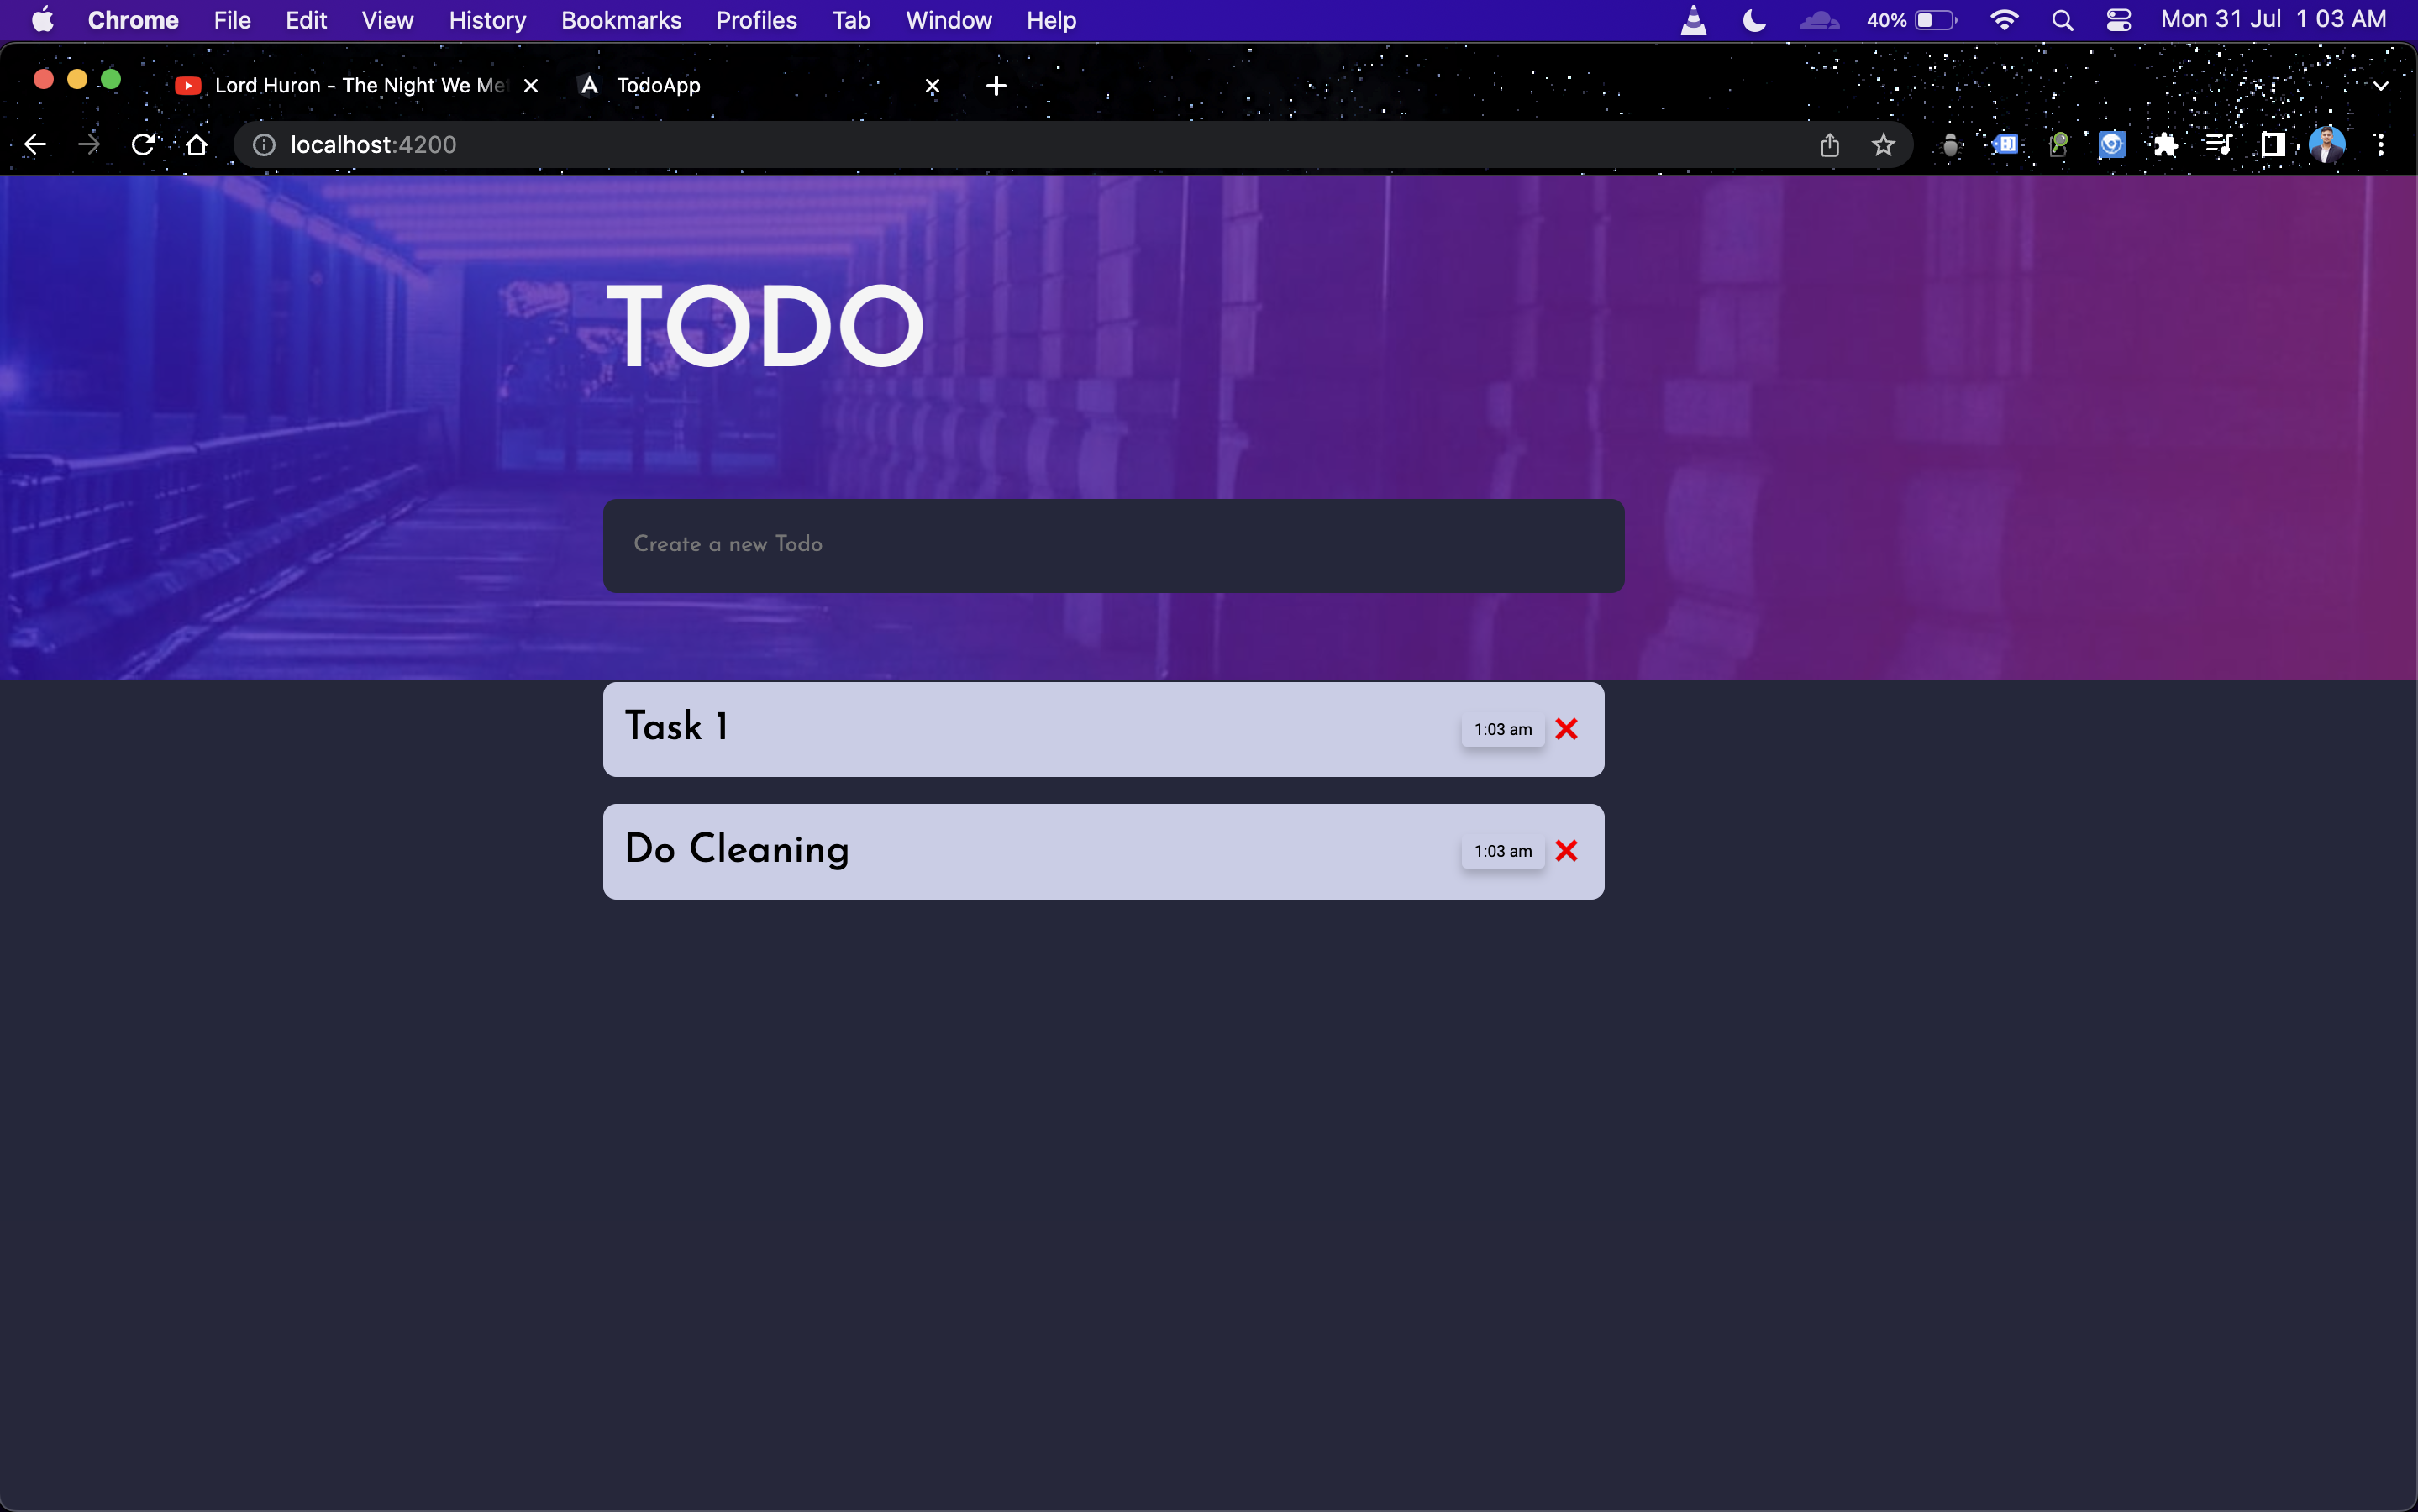 Chrome File Edit View History Bookmarks Profiles Tab Window Help 40% Mon 31 Jul 1 03 AM
Lord Huron - The Night We Met TodoApp
localhost:4200
TODO
Create a new Todo
Task 1 1:03 am
Do Cleaning 1:03 am